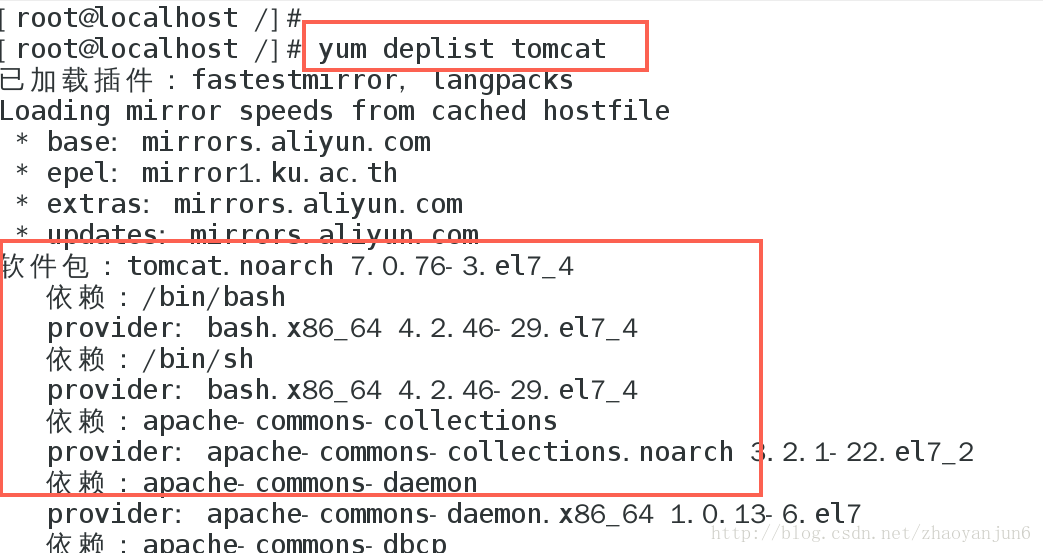 [root@localhost /]#
[root@localhost /]# yum deplist tomcat
已加载插件：fastestmirror, langpacks
Loading mirror speeds from cached hostfile
* base: mirrors.aliyun.com
* epel: mirror1.ku.ac.th
* extras: mirrors.aliyun.com
* updates: mirrors.aliyun.com
软件包：tomcat.noarch 7.0.76-3.el7_4
依赖：/bin/bash
provider: bash.x86_64 4.2.46-29.el7_4
依赖：/bin/sh
provider: bash.x86_64 4.2.46-29.el7_4
依赖：apache-commons-collections
provider: apache-commons-collections.noarch 3.2.1-22.el7_2
依赖：apache-commons-daemon
provider: apache-commons-daemon.x86_64 1.0.13-6.el7
依赖：apache-commons-dbcp
http://blog.csdn.net/zhaoyanjun6